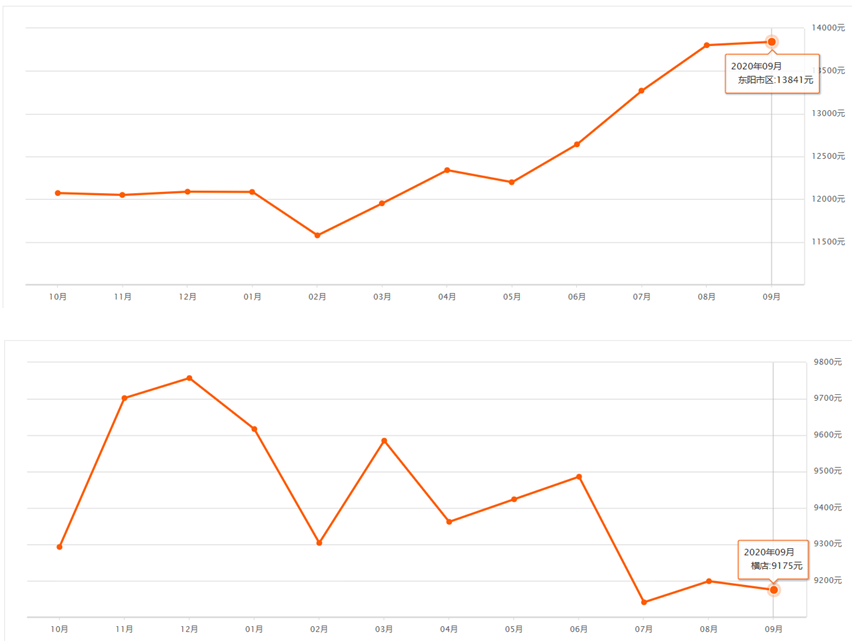 14000元
2020年09月
东阳市区:13841元
3500元
13000元
12500元
12000元
11500元
10月 11月 12月 01月 02月 03月 04月 05月 06月 07月 08月 09月
9800元
9700元
9600元
9500元
9400元
9300元
2020年09月
横店:9175元
9200元
10月 11月 12月 01月 02月 03月 04月 05月 06月 07月 08月 09月